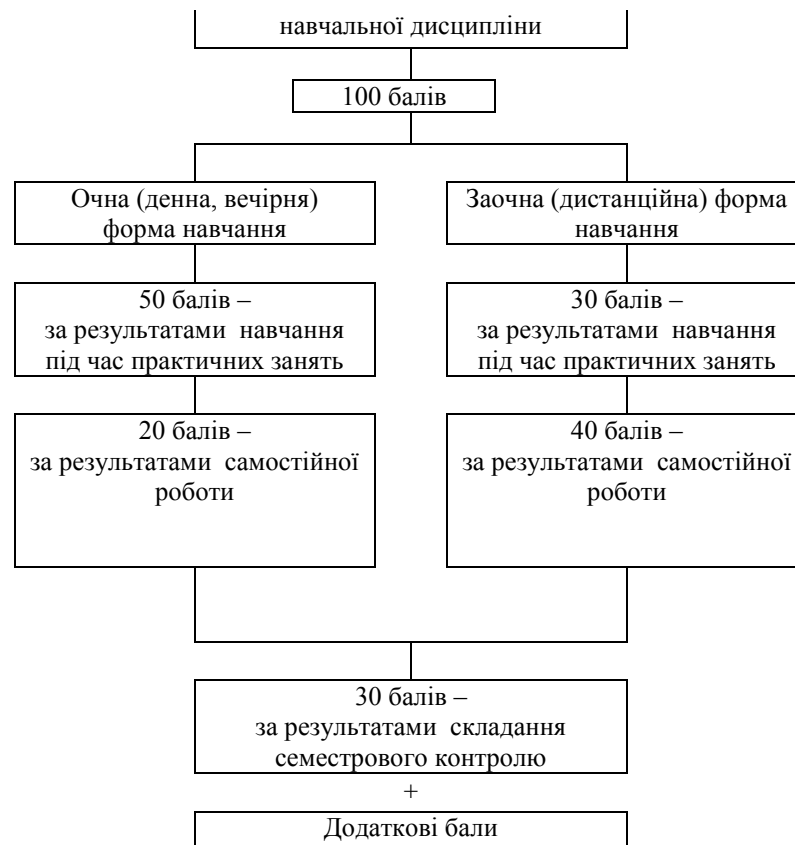 навчальної дисципліни
100 балів
Очна (денна, вечірня)
форма навчання
Заочна (дистанційна) форма
навчання
50 балів –
за результатами навчання
під час практичних занять
30 балів –
за результатами навчання
під час практичних занять
20 балів –
за результатами самостійної
роботи
40 балів –
за результатами самостійної
роботи
30 балів –
за результатами складання
семестрового контролю
+
Додаткові бали